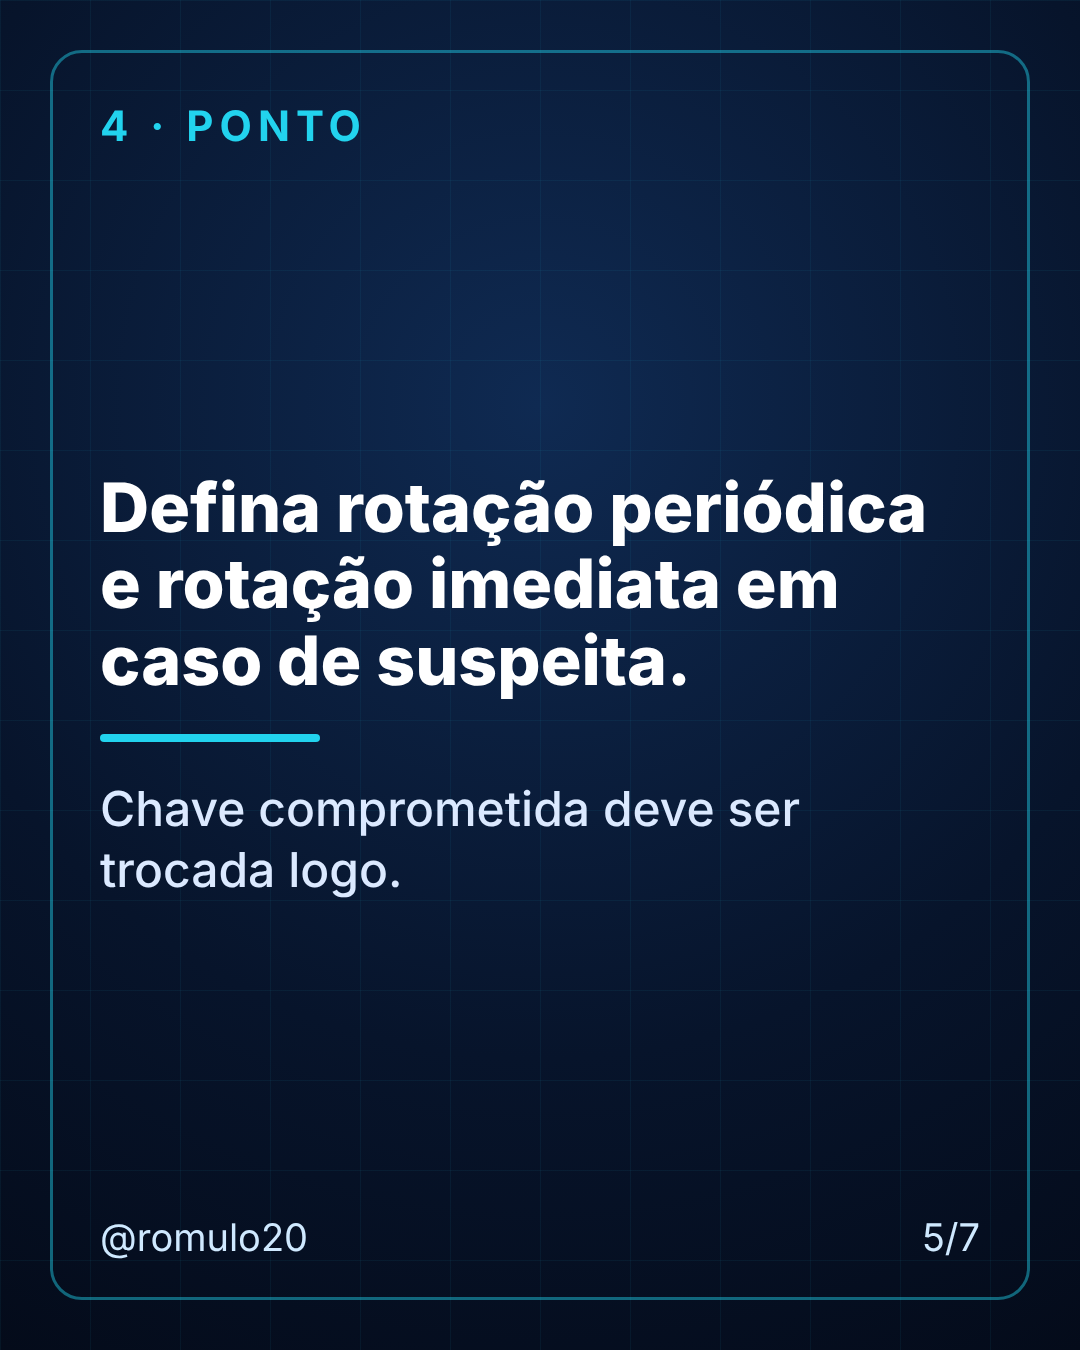 4 · PONTO
Defina rotação periódica
e rotação imediata em
caso de suspeita.
Chave comprometida deve ser
trocada logo.
@romulo20
5/7